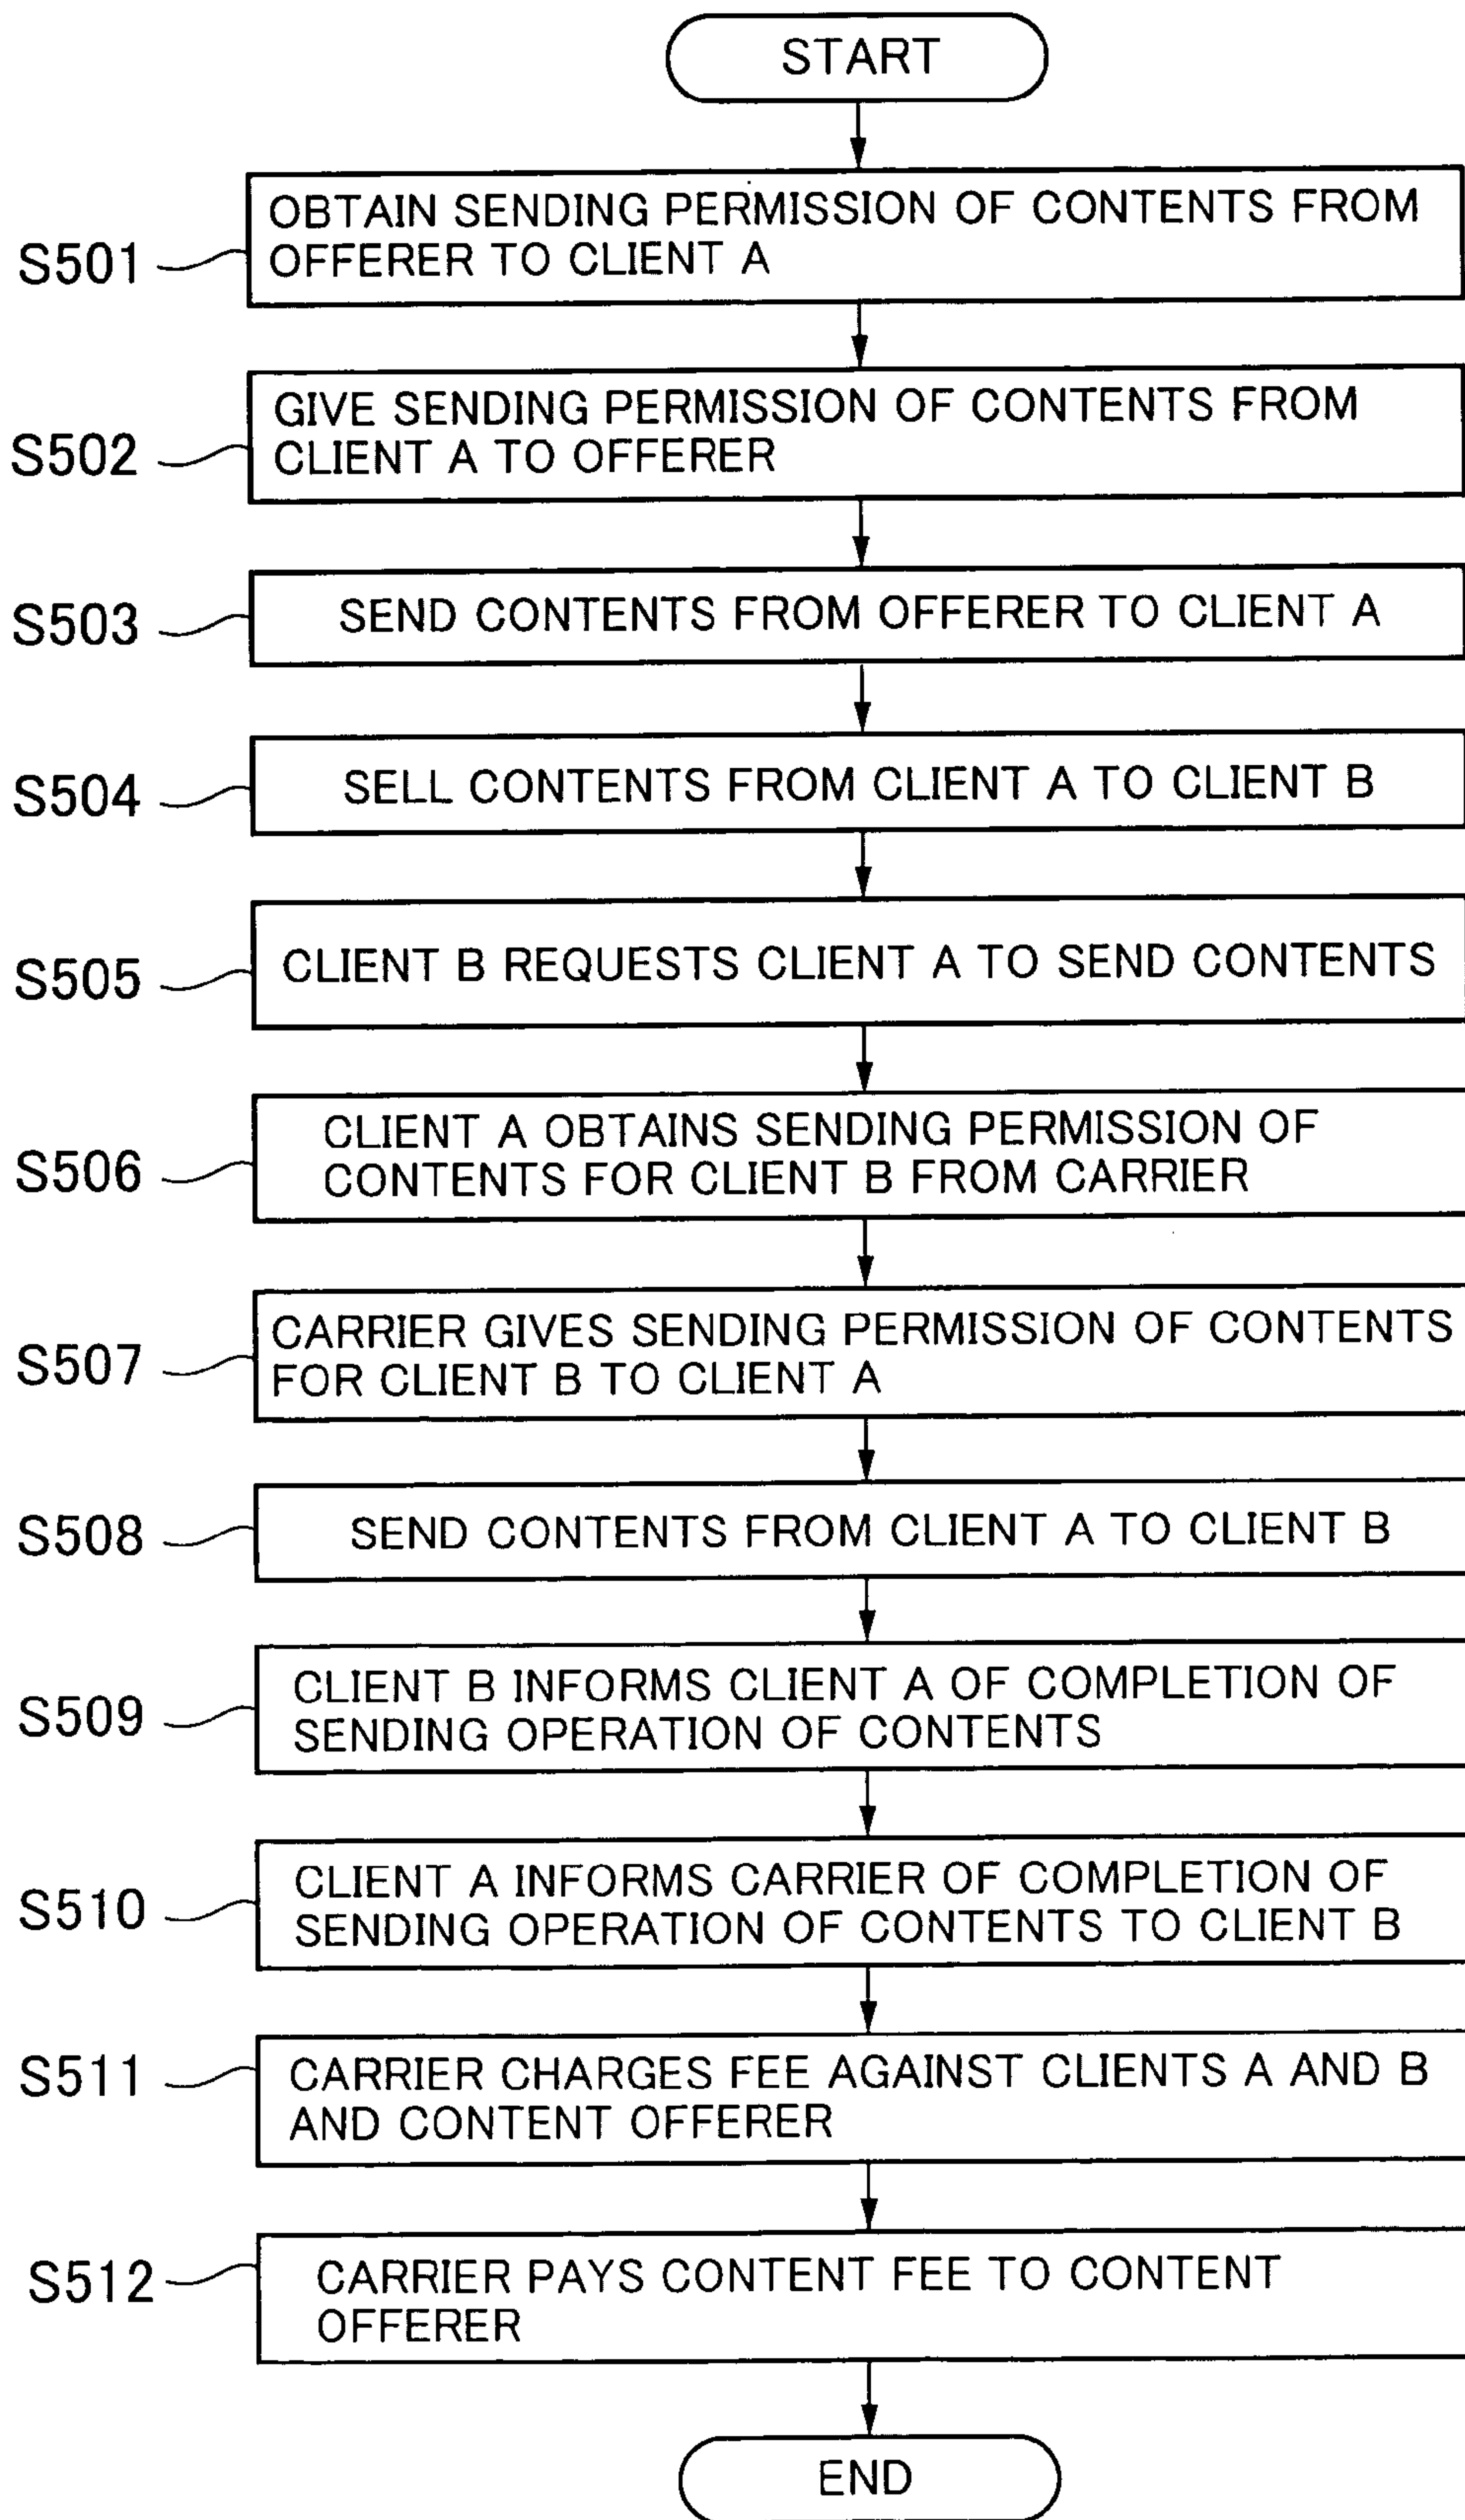 START
S501
OBTAIN SENDING PERMISSION OF CONTENTS FROM
OFFERER TO CLIENT A
S502
GIVE SENDING PERMISSION OF CONTENTS FROM
CLIENT A TO OFFERER
S503
SEND CONTENTS FROM OFFERER TO CLIENT A
S504
SELL CONTENTS FROM CLIENT A TO CLIENT B
S505
CLIENT B REQUESTS CLIENT A TO SEND CONTENTS
S506
CLIENT A OBTAINS SENDING PERMISSION OF
CONTENTS FOR CLIENT B FROM CARRIER
S507
CARRIER GIVES SENDING PERMISSION OF CONTENTS
FOR CLIENT B TO CLIENT A
S508
SEND CONTENTS FROM CLIENT A TO CLIENT B
S509
CLIENT B INFORMS CLIENT A OF COMPLETION OF
SENDING OPERATION OF CONTENTS
S510
CLIENT A INFORMS CARRIER OF COMPLETION OF
SENDING OPERATION OF CONTENTS TO CLIENT B
S511
CARRIER CHARGES FEE AGAINST CLIENTS A AND B
AND CONTENT OFFERER
S512
CARRIER PAYS CONTENT FEE TO CONTENT
OFFERER
END